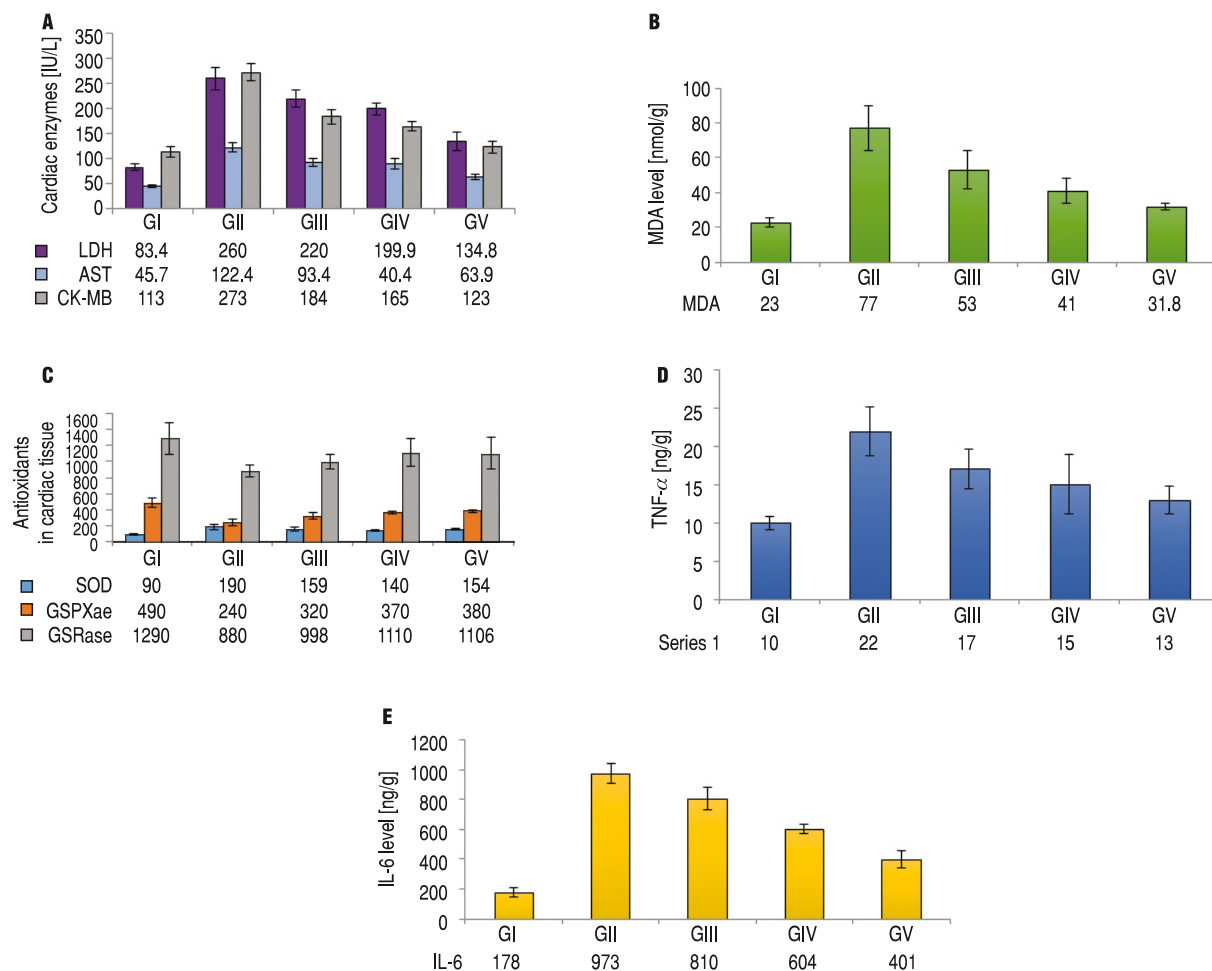 A
Cardiac enzymes [IU/L]
350
300
250
200
150
100
50
0
GI GII GIII GIV GV
LDH 83.4 260 220 199.9 134.8
AST 45.7 122.4 93.4 40.4 63.9
CK-MB 113 273 184 165 123
B
MDA level [nmol/g]
100
80
60
40
20
0
GI GII GIII GIV GV
MDA 23 77 53 41 31.8
C
Antioxidants
in cardiac tissue
1600
1400
1200
1000
800
600
400
200
0
GI GII GIII GIV GV
SOD 90 190 159 140 154
GSPXae 490 240 320 370 380
GSRase 1290 880 998 1110 1106
D
TNF-α [ng/g]
30
25
20
15
10
5
0
GI GII GIII GIV GV
Series 1 10 22 17 15 13
E
IL-6 level [ng/g]
1200
1000
800
600
400
200
0
GI GII GIII GIV GV
IL-6 178 973 810 604 401